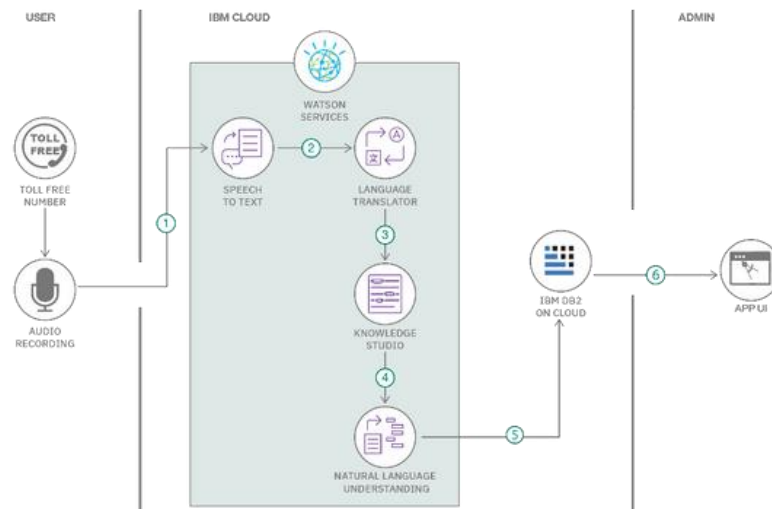 USER
IBM CLOUD
ADMIN
WATSON
SERVICES
TOLL
FREE
TOLL FREE
NUMBER
SPEECH
TO TEXT
2
A
文
LANGUAGE
TRANSLATOR
1
3
AUDIO
RECORDING
KNOWLEDGE
STUDIO
IBM DB2
ON CLOUD
6
APP UI
4
NATURAL LANGUAGE
UNDERSTANDING
5